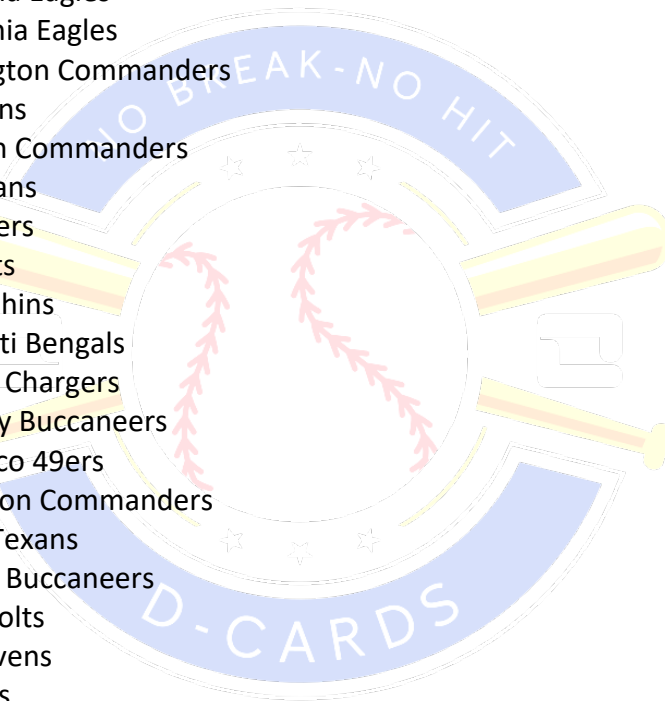 Eagles
nia Eagles
gton Commanders
NO BREAK-NO HIT
ns
n Commanders
ans
ers
ts
hins
ti Bengals
Chargers
y Buccaneers
co 49ers
on Commanders
Texans
Buccaneers
olts
D-CARDS
vens
s